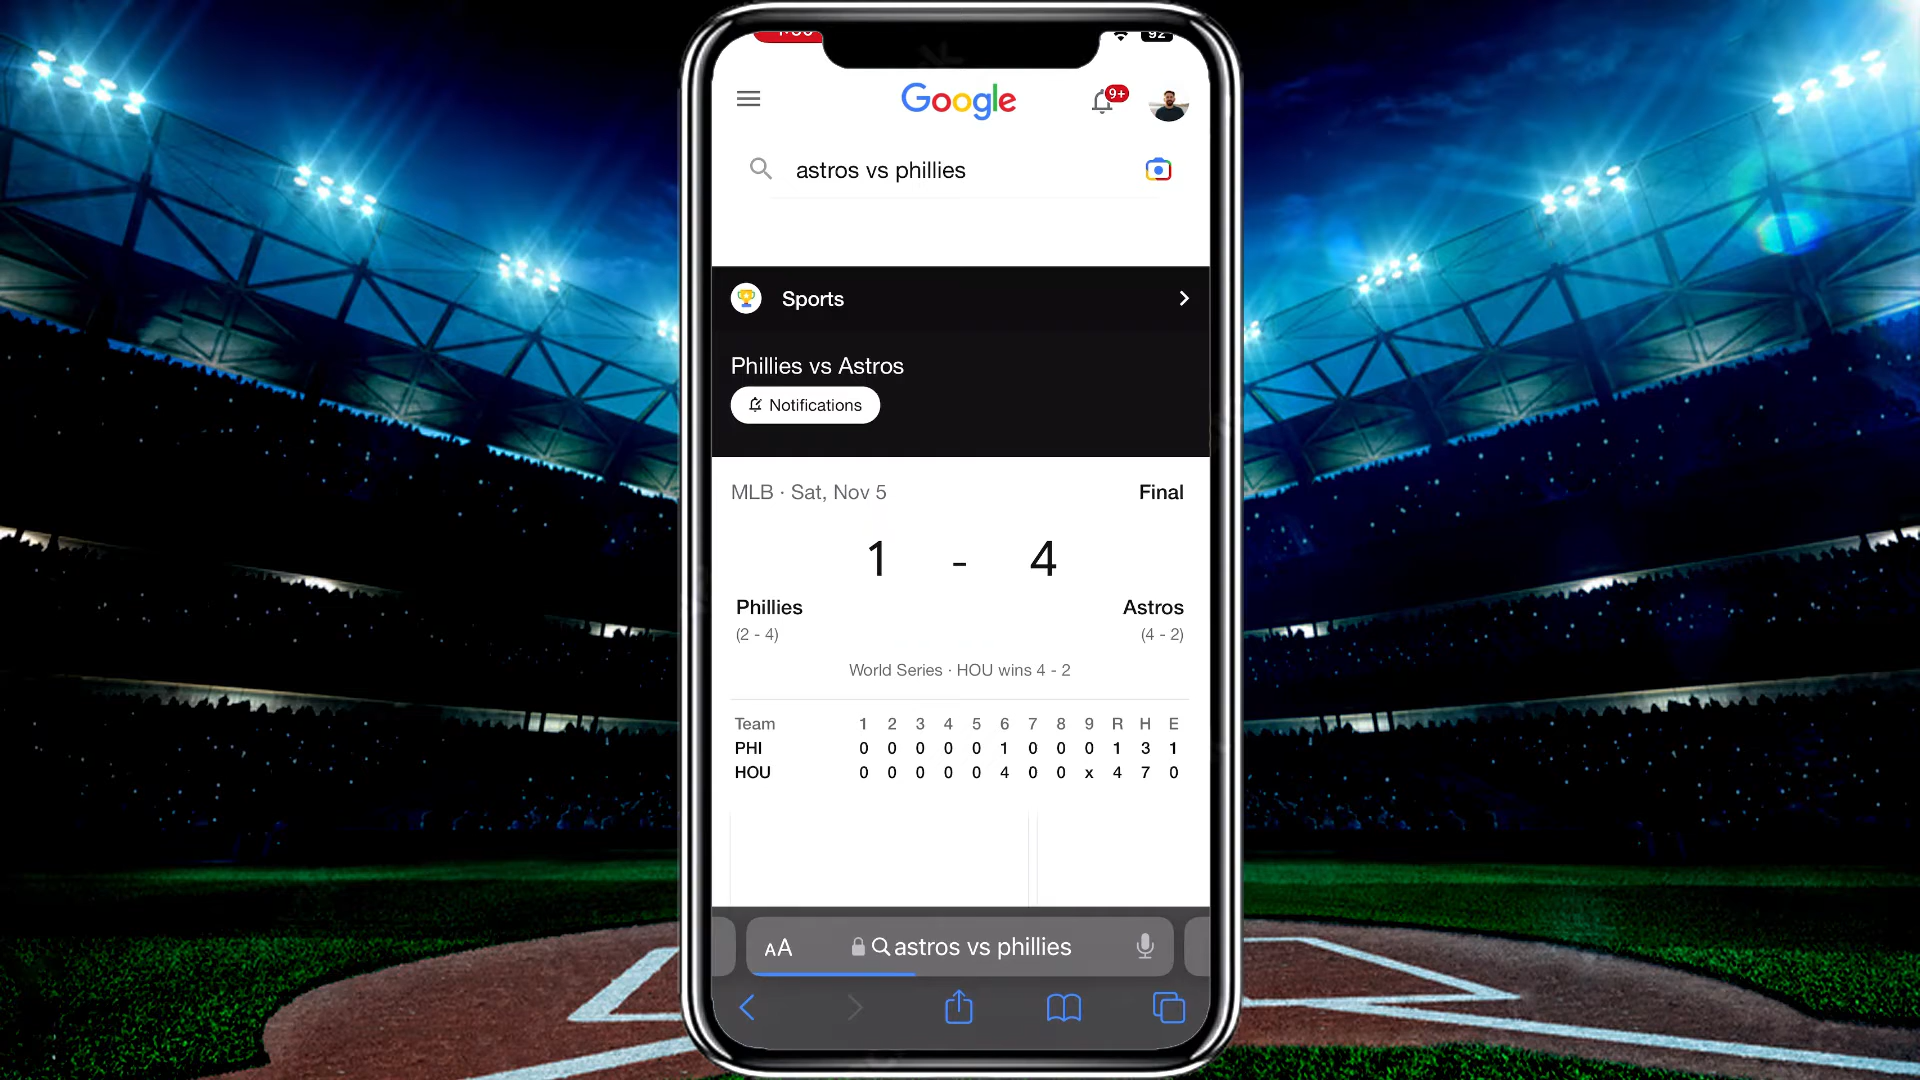 92
Google
9+
astros vs phillies
Sports
Phillies vs Astros
Notifications
MLB · Sat, Nov 5 Final
1 - 4
Phillies Astros
(2 - 4) (4 - 2)
World Series · HOU wins 4 - 2
Team 1 2 3 4 5 6 7 8 9 R H E
PHI 0 0 0 0 0 1 0 0 0 1 3 1
HOU 0 0 0 0 0 4 0 0 x 4 7 0
AA astros vs phillies